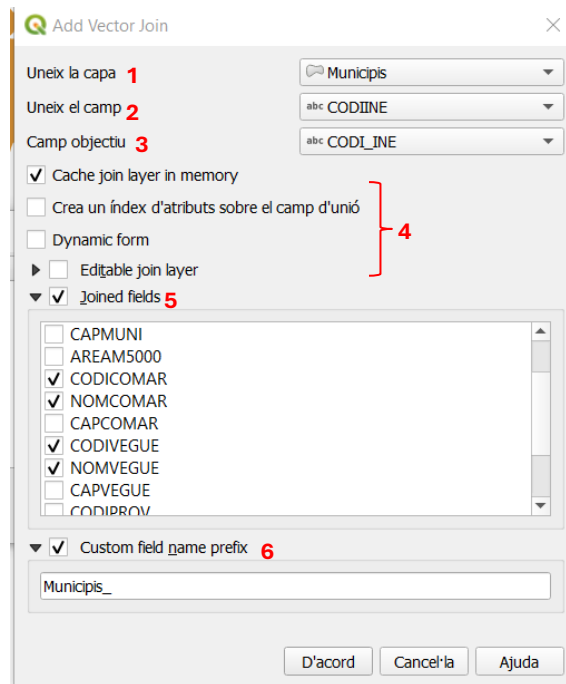 Add Vector Join
Uneix la capa 1 Municipis
Uneix el camp 2 abc CODIINE
Camp objectiu 3 abc CODI_INE
Cache join layer in memory
Crea un índex d'atributs sobre el camp d'unió
4
Dynamic form
Editable join layer
Joined fields 5
CAPMUNI
AREAM5000
CODICOMAR
NOMCOMAR
CAPCOMAR
CODIVEGUE
NOMVEGUE
CAPVEGUE
CODIPROV
Custom field name prefix 6
Municipis_
D'acord Cancel·la Ajuda